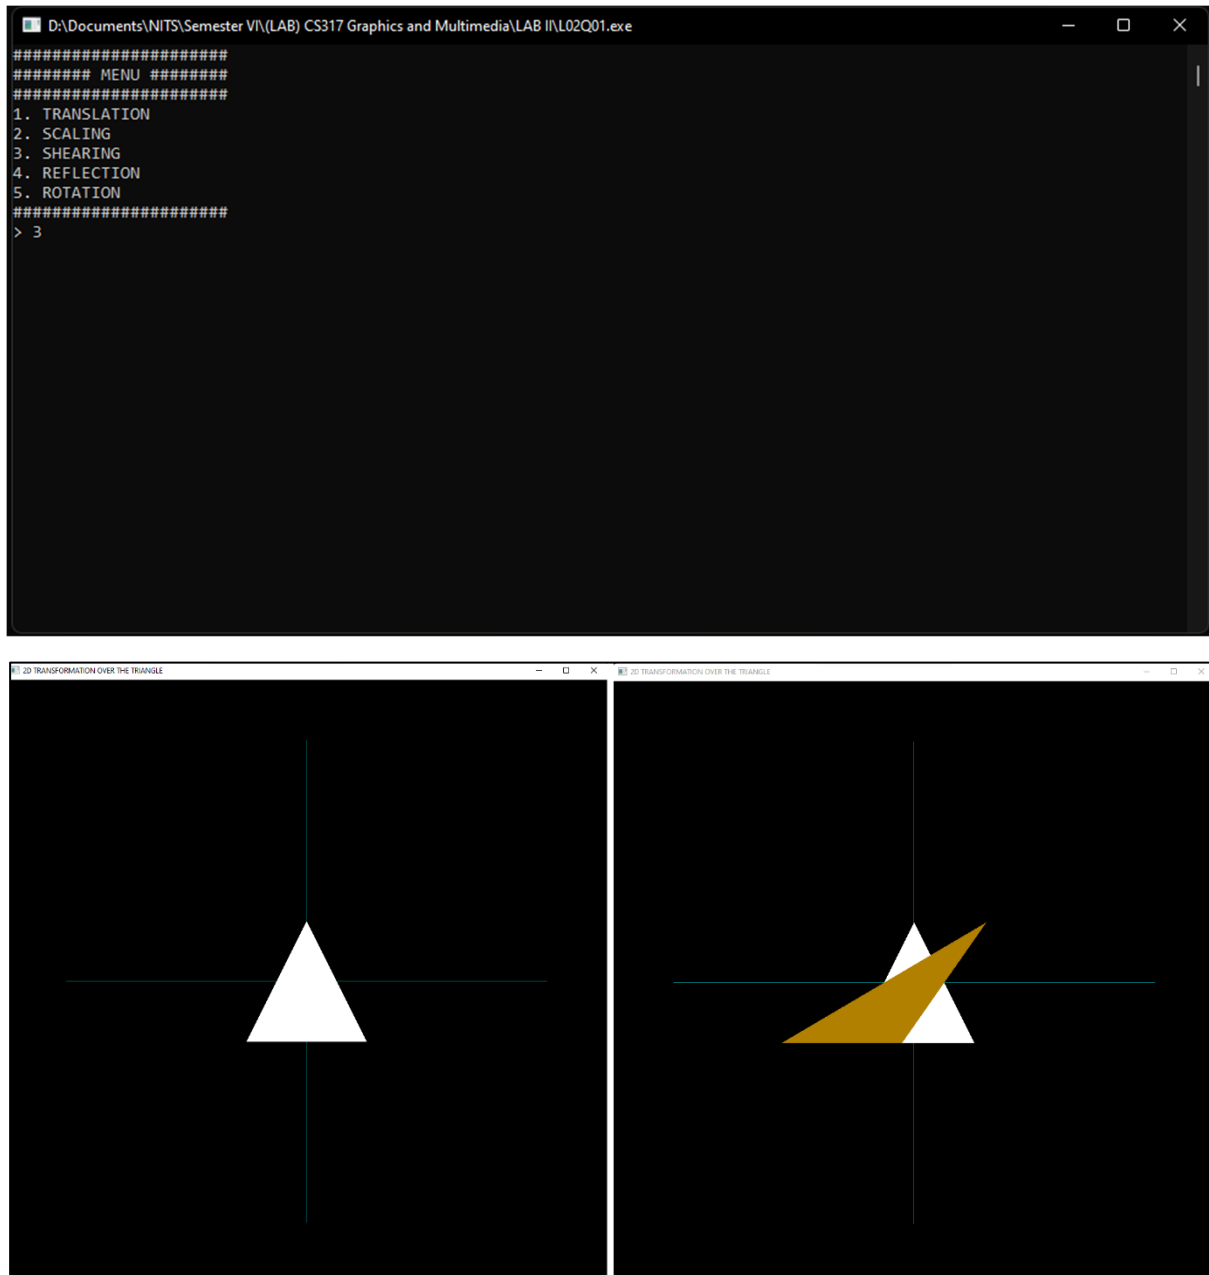 D:\Documents\NITS\Semester VI\(LAB) CS317 Graphics and Multimedia\LAB II\L02Q01.exe
######################
######## MENU ########
######################
1. TRANSLATION
2. SCALING
3. SHEARING
4. REFLECTION
5. ROTATION
######################
> 3
2D TRANSFORMATION OVER THE TRIANGLE
2D TRANSFORMATION OVER THE TRIANGLE